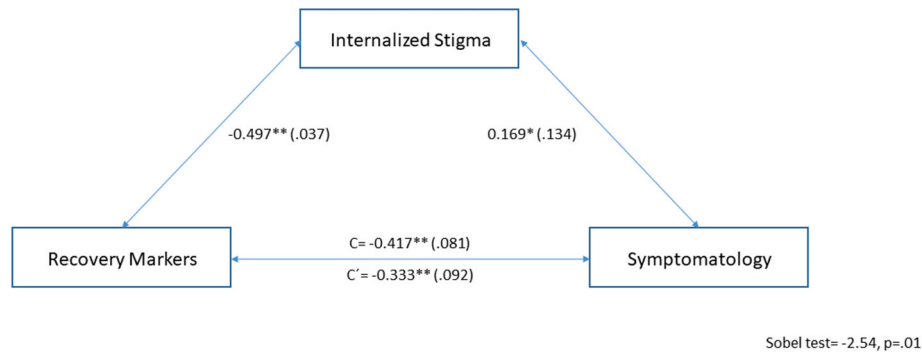 Internalized Stigma
-0.497** (.037)
0.169* (.134)
Recovery Markers
C= -0.417** (.081)
C´= -0.333** (.092)
Symptomatology
Sobel test= -2.54, p=.01